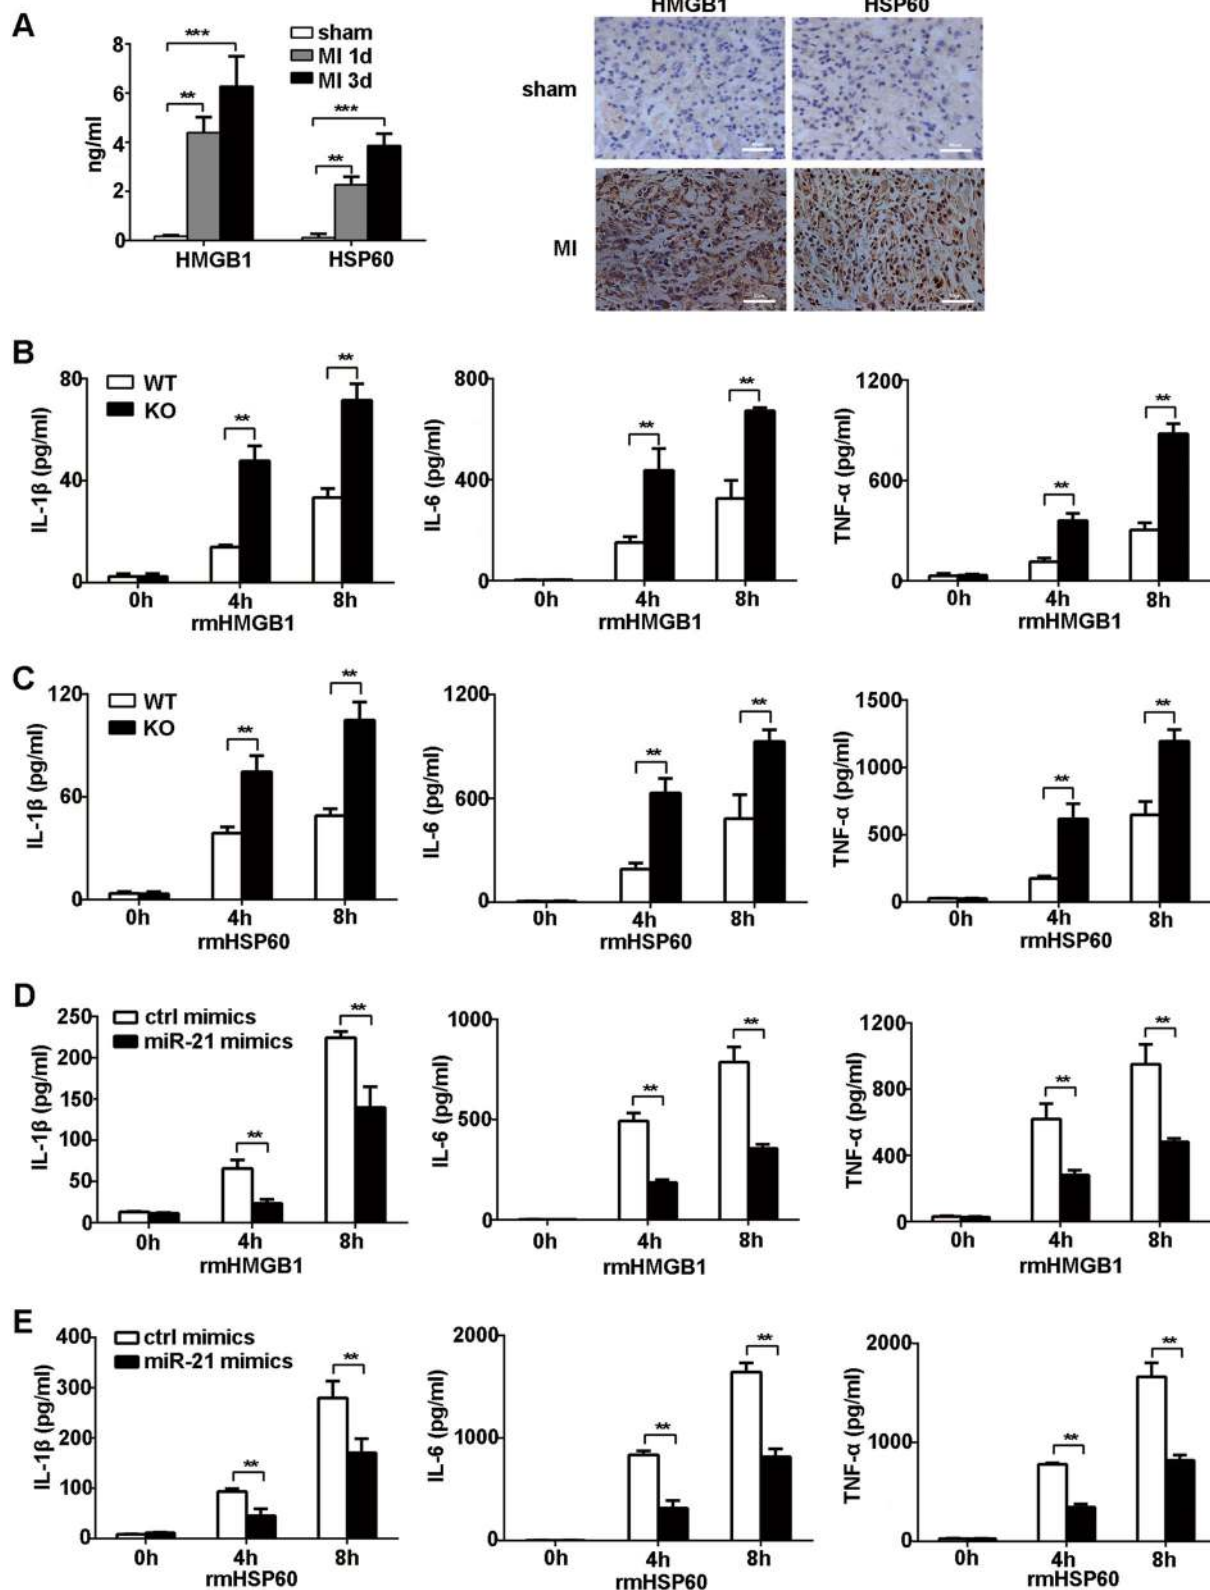 A
8
6
4
2
0
ng/ml
***
**
***
**
sham
MI 1d
MI 3d
HMGB1
HSP60
HMGB1
HSP60
sham
MI
B
80
40
0
IL-1β (pg/ml)
WT
KO
**
**
0h
4h
8h
rmHMGB1
800
400
0
IL-6 (pg/ml)
**
**
0h
4h
8h
rmHMGB1
1200
600
0
TNF-α (pg/ml)
**
**
0h
4h
8h
rmHMGB1
C
120
60
0
IL-1β (pg/ml)
WT
KO
**
**
0h
4h
8h
rmHSP60
1200
600
0
IL-6 (pg/ml)
**
**
0h
4h
8h
rmHSP60
1500
1000
500
0
TNF-α (pg/ml)
**
**
0h
4h
8h
rmHSP60
D
250
200
150
100
50
0
IL-1β (pg/ml)
ctrl mimics
miR-21 mimics
**
**
0h
4h
8h
rmHMGB1
1000
500
0
IL-6 (pg/ml)
**
**
0h
4h
8h
rmHMGB1
1200
800
400
0
TNF-α (pg/ml)
**
**
0h
4h
8h
rmHMGB1
E
400
300
200
100
0
IL-1β (pg/ml)
ctrl mimics
miR-21 mimics
**
**
0h
4h
8h
rmHSP60
2000
1000
0
IL-6 (pg/ml)
**
**
0h
4h
8h
rmHSP60
2000
1000
0
TNF-α (pg/ml)
**
**
0h
4h
8h
rmHSP60